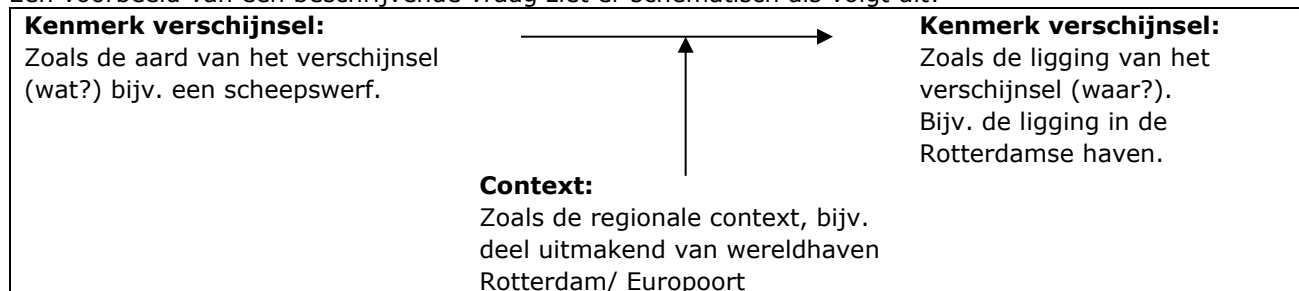 Kenmerk verschijnsel:
Zoals de aard van het verschijnsel
(wat?) bijv. een scheepswerf.
Kenmerk verschijnsel:
Zoals de ligging van het
verschijnsel (waar?).
Bijv. de ligging in de
Rotterdamse haven.
Context:
Zoals de regionale context, bijv.
deel uitmakend van wereldhaven
Rotterdam/ Europoort